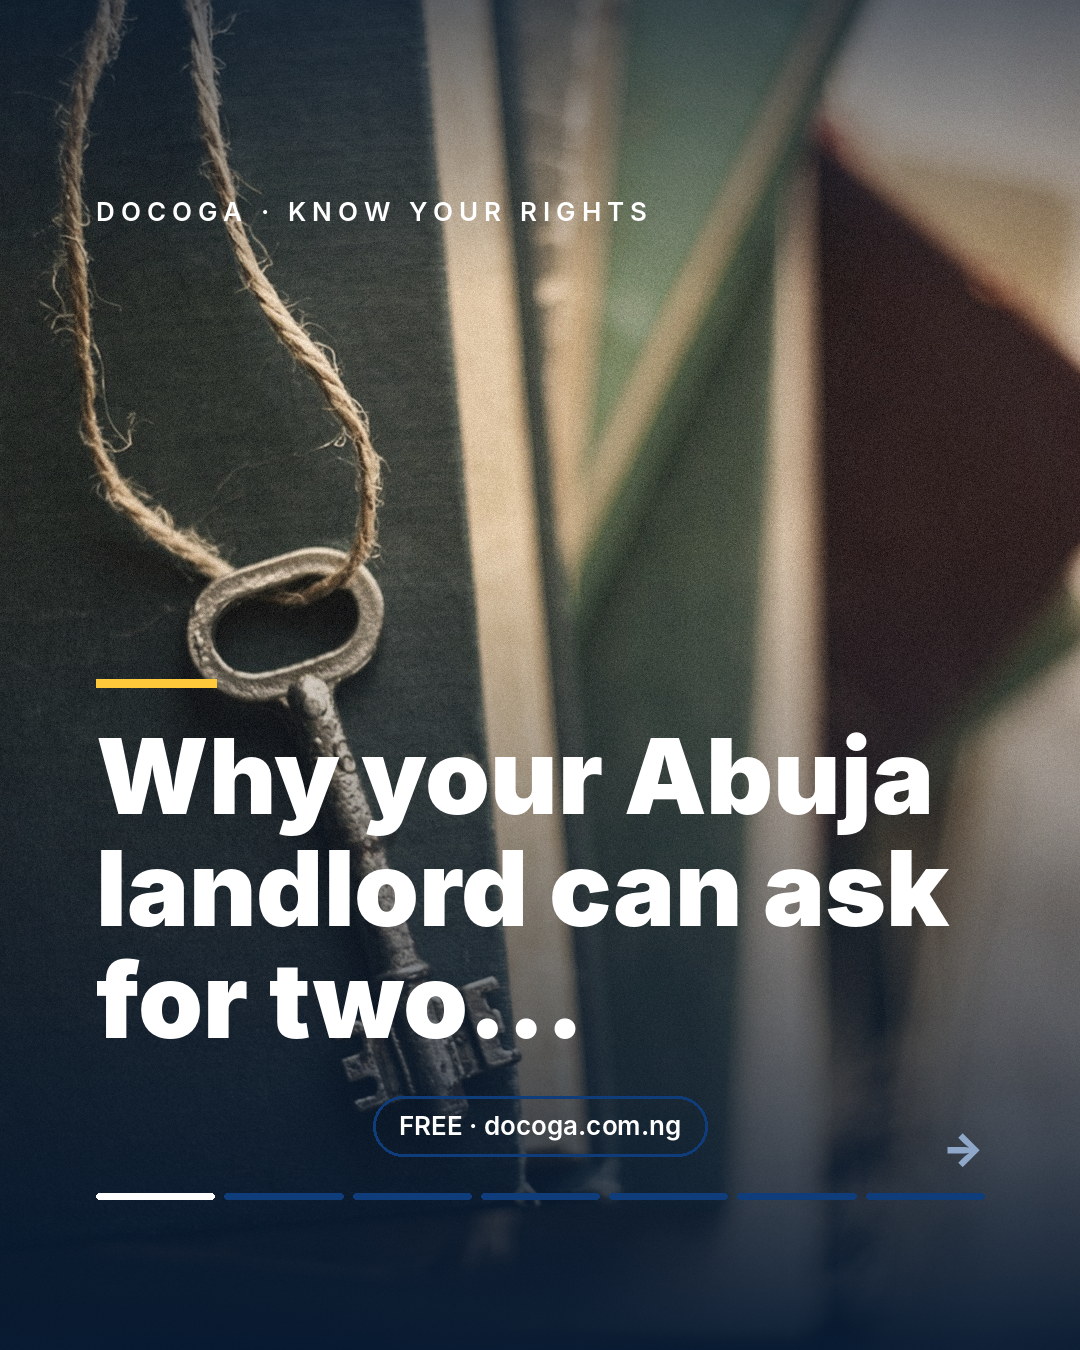 DOCOGA · KNOW YOUR RIGHTS
Why your Abuja
landlord can ask
for two...
FREE · docoga.com.ng